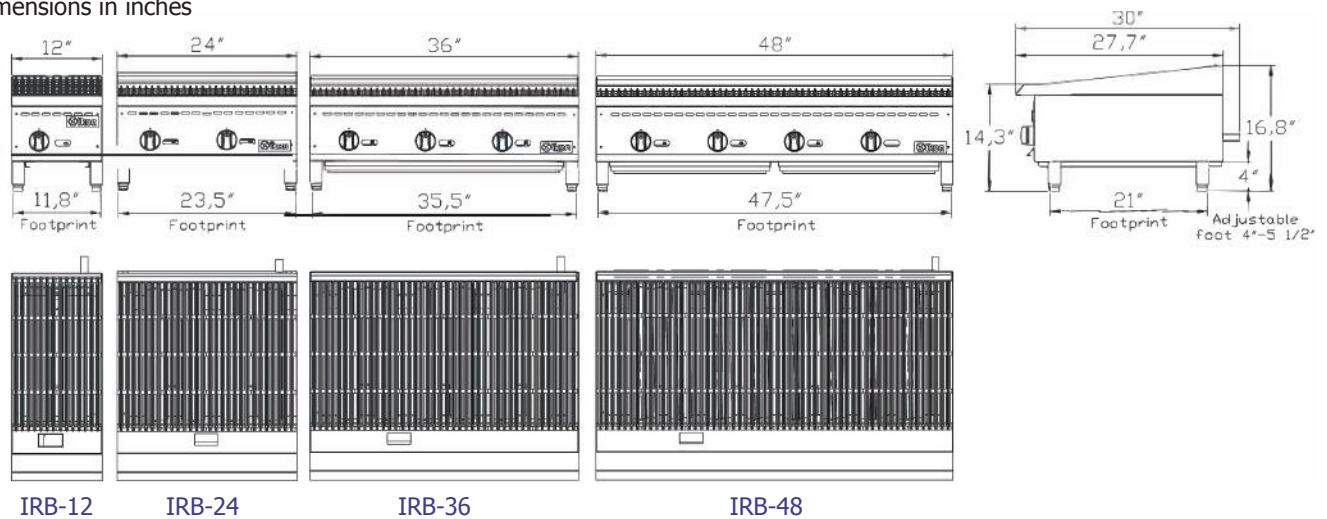 mensions in inches
12" 24" 36" 48" 30"
27,7"
14,3" 16,8"
4"
11,8" 23,5" 35,5" 47,5" 21"
Footprint Footprint Footprint Footprint Footprint Adjustable
foot 4"-5 1/2"
IRB-12 IRB-24 IRB-36 IRB-48